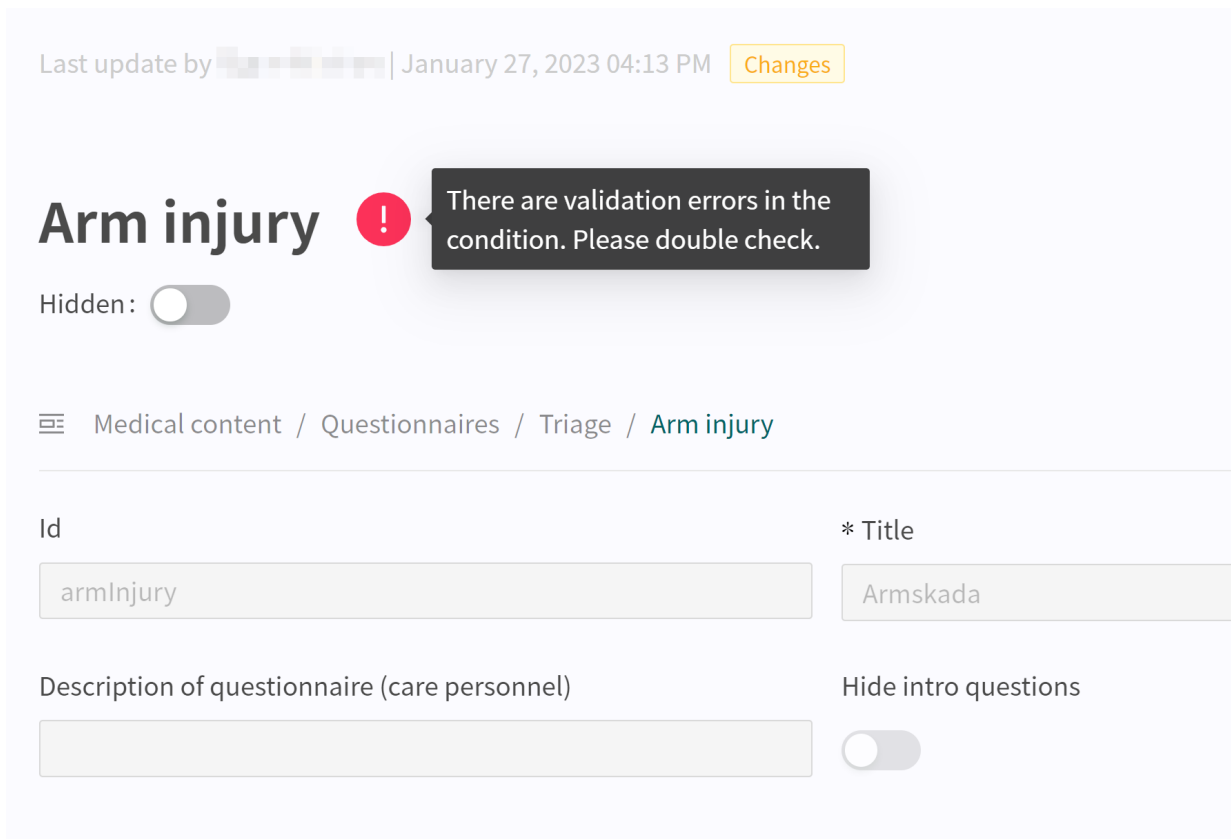 Last update by | January 27, 2023 04:13 PM Changes
Arm injury
There are validation errors in the
condition. Please double check.
Hidden:
Medical content / Questionnaires / Triage / Arm injury
Id
* Title
armInjury
Armskada
Description of questionnaire (care personnel)
Hide intro questions